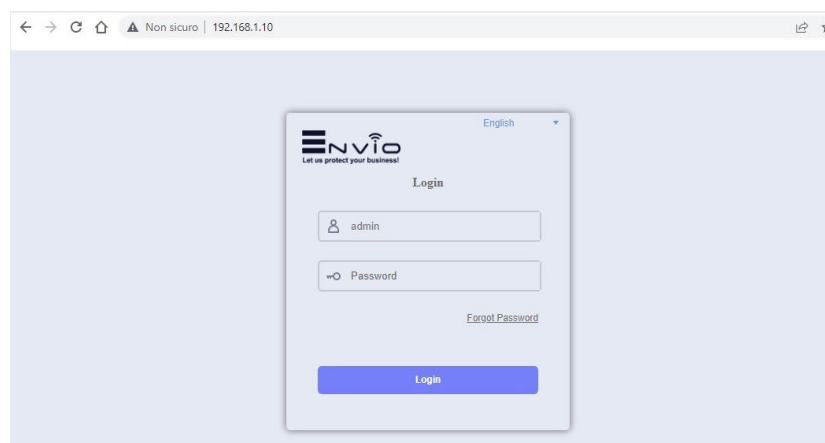 Non sicuro | 192.168.1.10
English
ENVIO
Let us protect your business!
Login
admin
Password
Forgot Password
Login